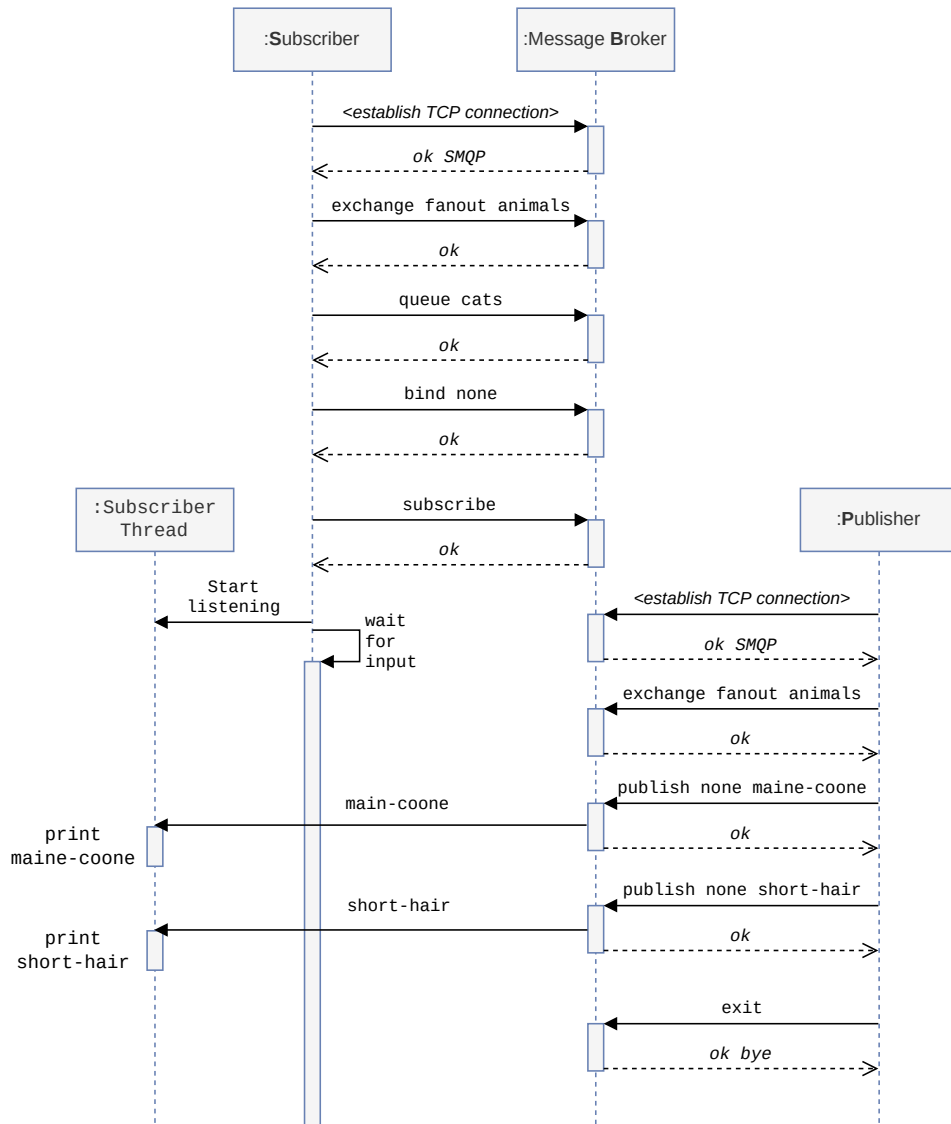 :Subscriber
:Message Broker
<establish TCP connection>
ok SMQP
exchange fanout animals
ok
queue cats
ok
bind none
ok
:Subscriber
Thread
subscribe
:Publisher
ok
Start
listening
<establish TCP connection>
wait
for
input
ok SMQP
exchange fanout animals
ok
publish none maine-coone
main-coone
print
maine-coone
ok
publish none short-hair
short-hair
print
short-hair
ok
exit
ok bye